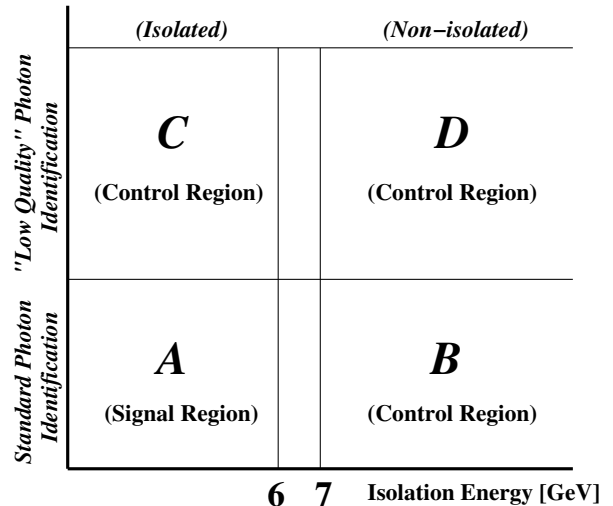 (Isolated)
(Non-isolated)
"Low Quality" Photon
Identification
C
(Control Region)
D
(Control Region)
Standard Photon
Identification
A
(Signal Region)
B
(Control Region)
6
7
Isolation Energy [GeV]